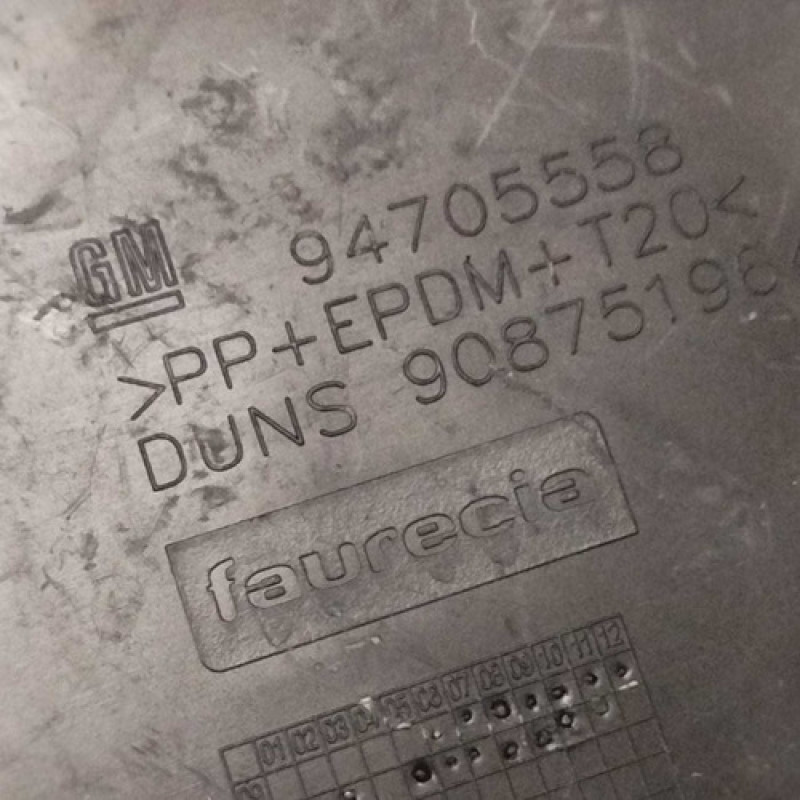 GM 94705558
>PP+EPDM+T20<
DUNS
faurecia
01 02 03 04 05 06 07 08 09 10 11 12